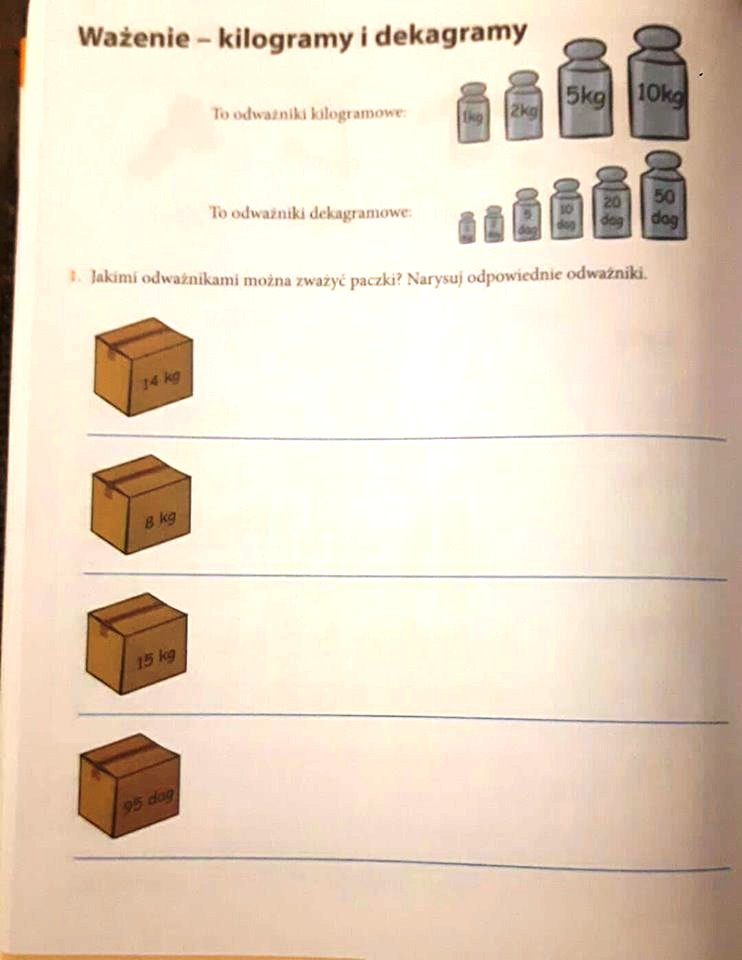 Ważenie – kilogramy i dekagramy
To odważniki kilogramowe:
1kg 2kg 5kg 10kg
To odważniki dekagramowe:
5 dag 10 dag 20 dag 50 dag
1. Jakimi odważnikami można zważyć paczki? Narysuj odpowiednie odważniki.
14 kg
8 kg
15 kg
95 dag